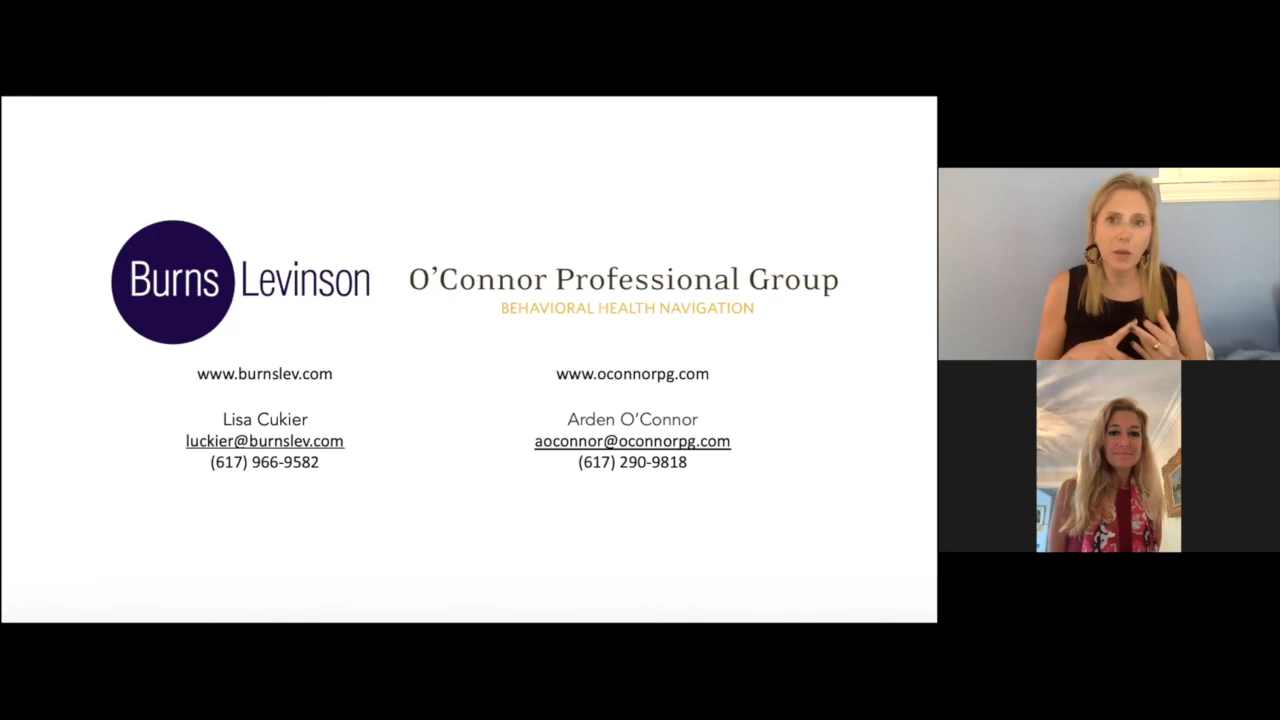 Burns Levinson
O'Connor Professional Group
BEHAVIORAL HEALTH NAVIGATION
www.burnslev.com
Lisa Cukier
luckier@burnslev.com
(617) 966-9582
www.oconnorpg.com
Arden O'Connor
aoconnor@oconnorpg.com
(617) 290-9818